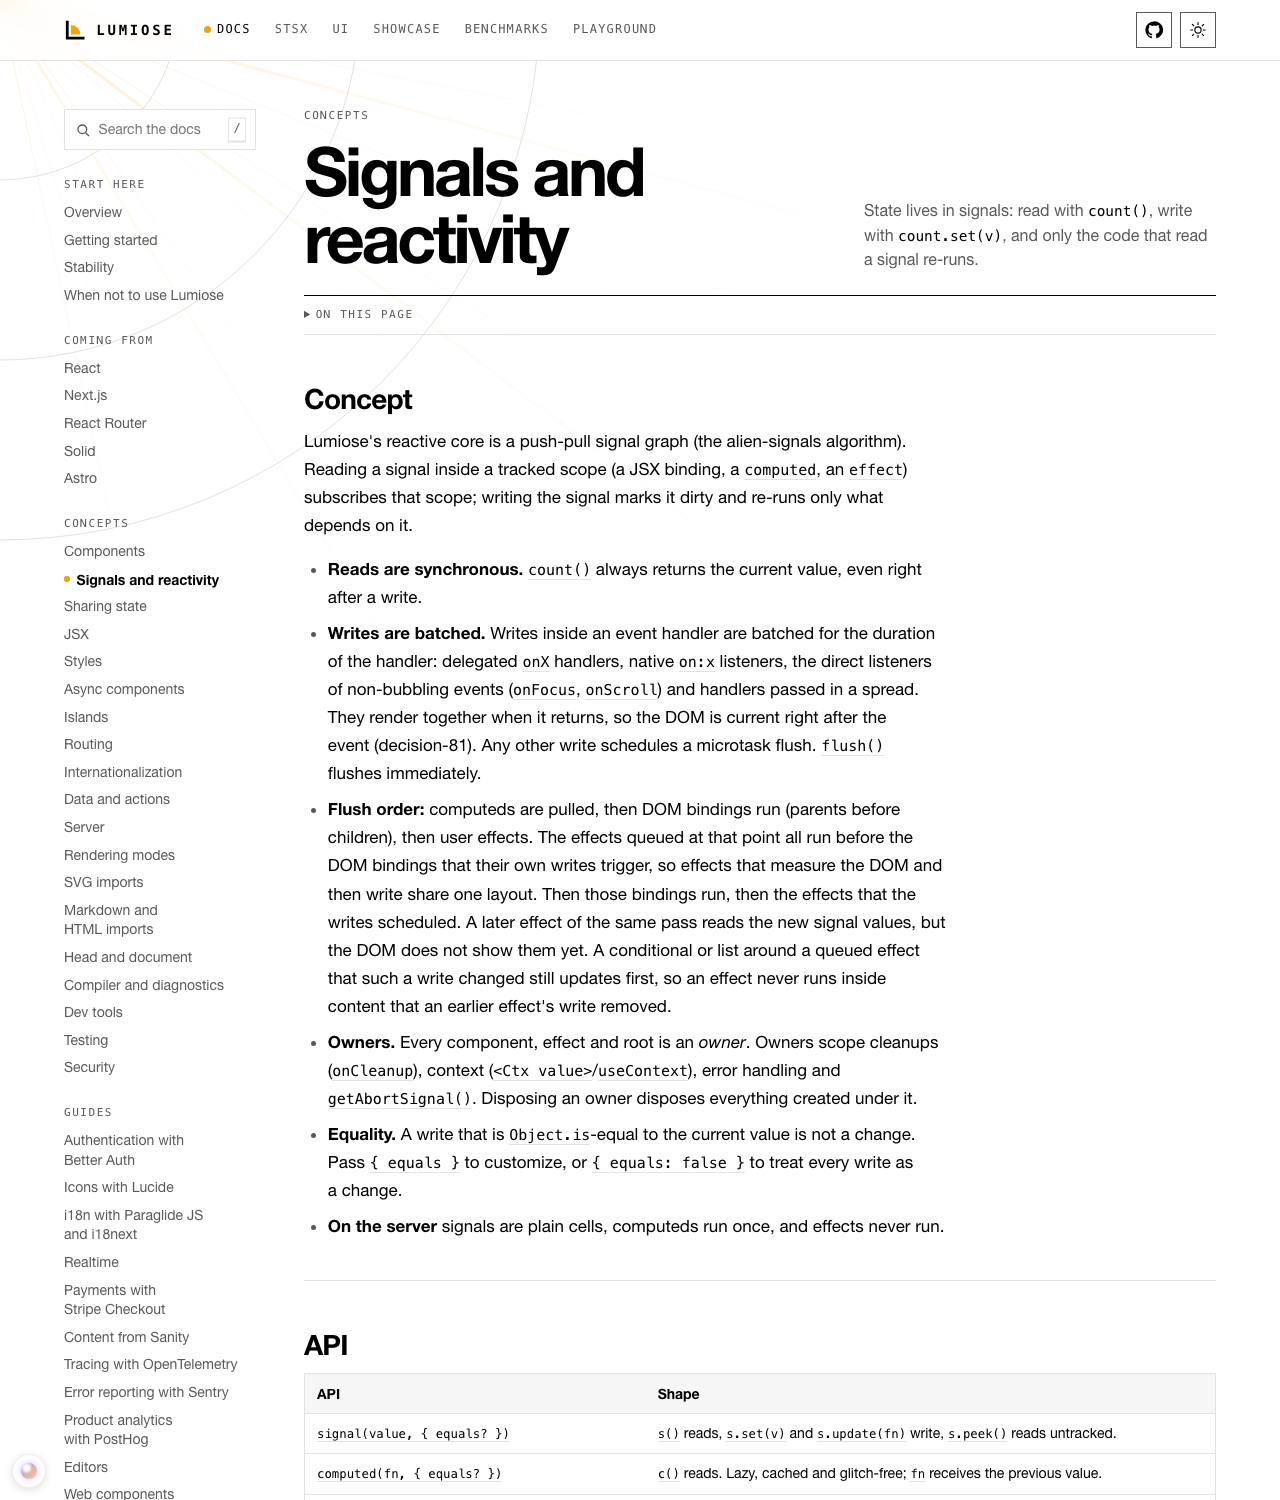 LUMIOSE
DOCS
STSX
UI
SHOWCASE
BENCHMARKS
PLAYGROUND
Search the docs
/
START HERE
Overview
Getting started
Stability
When not to use Lumiose
COMING FROM
React
Next.js
React Router
Solid
Astro
CONCEPTS
Components
Signals and reactivity
Sharing state
JSX
Styles
Async components
Islands
Routing
Internationalization
Data and actions
Server
Rendering modes
SVG imports
Markdown and
HTML imports
Head and document
Compiler and diagnostics
Dev tools
Testing
Security
GUIDES
Authentication with
Better Auth
Icons with Lucide
i18n with Paraglide JS
and i18next
Realtime
Payments with
Stripe Checkout
Content from Sanity
Tracing with OpenTelemetry
Error reporting with Sentry
Product analytics
with PostHog
Editors
Web components
CONCEPTS
Signals and
reactivity
State lives in signals: read with count(), write
with count.set(v), and only the code that read
a signal re-runs.
ON THIS PAGE
Concept
Lumiose's reactive core is a push-pull signal graph (the alien-signals algorithm).
Reading a signal inside a tracked scope (a JSX binding, a computed, an effect)
subscribes that scope; writing the signal marks it dirty and re-runs only what
depends on it.
• Reads are synchronous. count() always returns the current value, even right
after a write.
• Writes are batched. Writes inside an event handler are batched for the duration
of the handler: delegated onX handlers, native on:x listeners, the direct listeners
of non-bubbling events (onFocus, onScroll) and handlers passed in a spread.
They render together when it returns, so the DOM is current right after the
event (decision-81). Any other write schedules a microtask flush. flush()
flushes immediately.
• Flush order: computeds are pulled, then DOM bindings run (parents before
children), then user effects. The effects queued at that point all run before the
DOM bindings that their own writes trigger, so effects that measure the DOM and
then write share one layout. Then those bindings run, then the effects that the
writes scheduled. A later effect of the same pass reads the new signal values, but
the DOM does not show them yet. A conditional or list around a queued effect
that such a write changed still updates first, so an effect never runs inside
content that an earlier effect's write removed.
• Owners. Every component, effect and root is an owner. Owners scope cleanups
(onCleanup), context (<Ctx value>/useContext), error handling and
getAbortSignal(). Disposing an owner disposes everything created under it.
• Equality. A write that is Object.is-equal to the current value is not a change.
Pass { equals } to customize, or { equals: false } to treat every write as
a change.
• On the server signals are plain cells, computeds run once, and effects never run.
API
API
Shape
signal(value, { equals? })
s() reads, s.set(v) and s.update(fn) write, s.peek() reads untracked.
computed(fn, { equals? })
c() reads. Lazy, cached and glitch-free; fn receives the previous value.